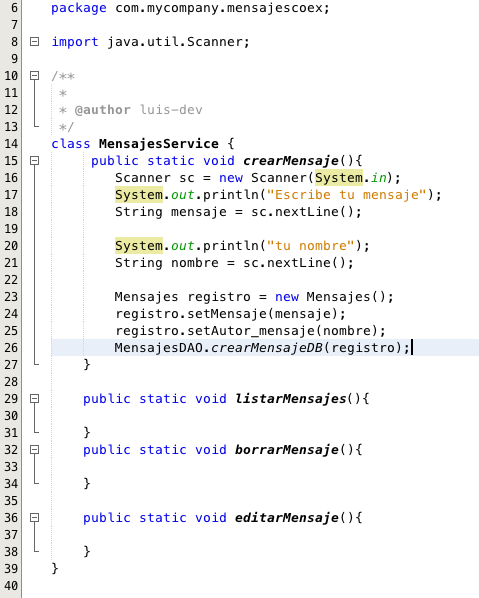 6 package com.mycompany.mensajescoex;
7
8 import java.util.Scanner;
9
10 /**
11 *
12 * @author luis-dev
13 */
14 class MensajesService {
15 public static void crearMensaje(){
16 Scanner sc = new Scanner(System.in);
17 System.out.println("Escribe tu mensaje");
18 String mensaje = sc.nextLine();
19
20 System.out.println("tu nombre");
21 String nombre = sc.nextLine();
22
23 Mensajes registro = new Mensajes();
24 registro.setMensaje(mensaje);
25 registro.setAutor_mensaje(nombre);
26 MensajesDAO.crearMensajeDB(registro);
27 }
28
29 public static void listarMensajes(){
30
31 }
32 public static void borrarMensaje(){
33
34 }
35
36 public static void editarMensaje(){
37
38 }
39 }
40